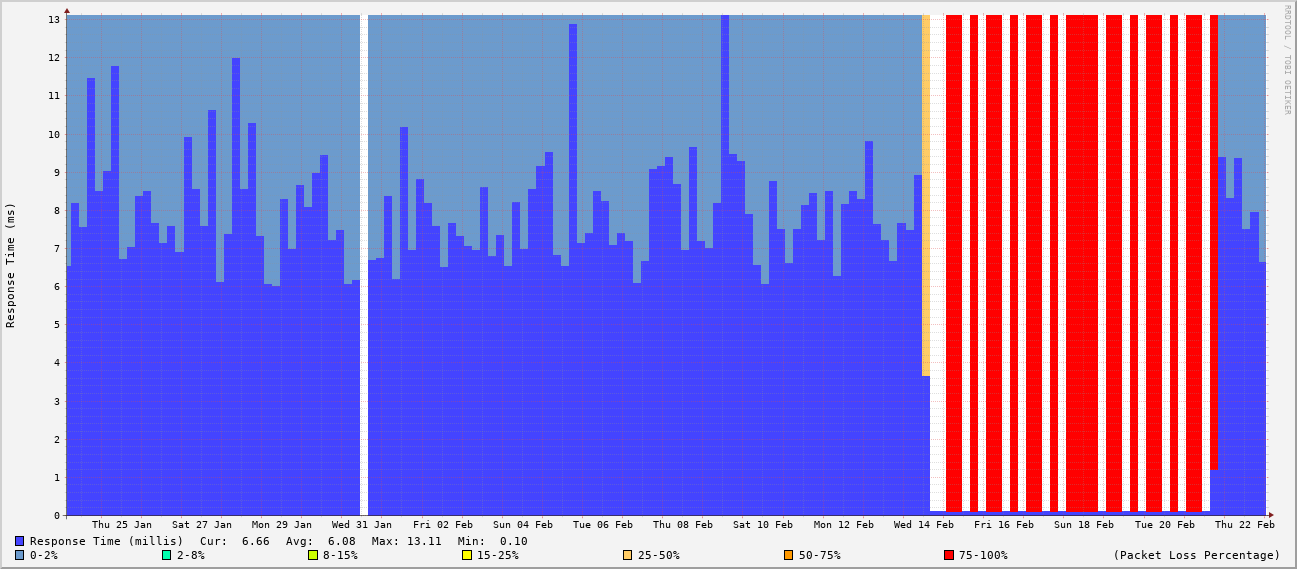 RRDTOOL / TOBI OETIKER
Response Time (ms)
13
12
11
10
9
8
7
6
5
4
3
2
1
0
Thu 25 Jan Sat 27 Jan Mon 29 Jan Wed 31 Jan Fri 02 Feb Sun 04 Feb Tue 06 Feb Thu 08 Feb Sat 10 Feb Mon 12 Feb Wed 14 Feb Fri 16 Feb Sun 18 Feb Tue 20 Feb Thu 22 Feb
Response Time (millis) Cur: 6.66 Avg: 6.08 Max: 13.11 Min: 0.10
0-2% 2-8% 8-15% 15-25% 25-50% 50-75% 75-100% (Packet Loss Percentage)